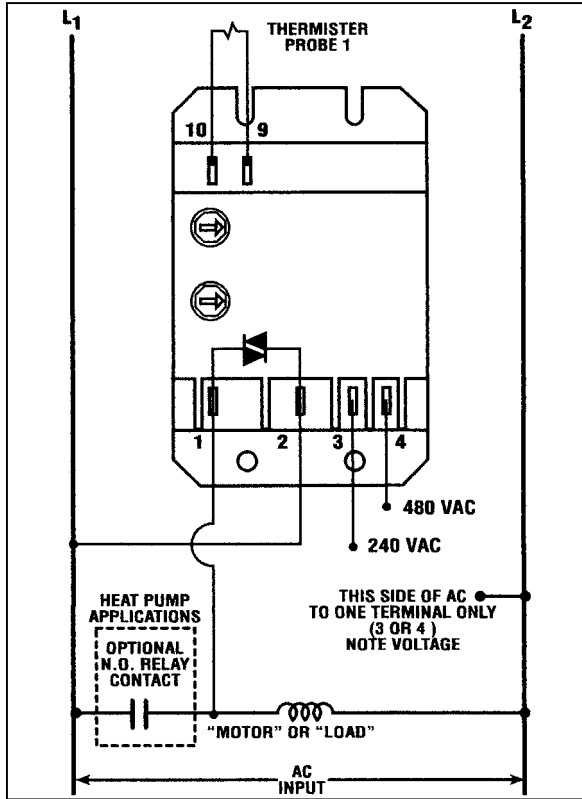 L1
L2
THERMISTER
PROBE 1
10
9
1
2
3
4
480 VAC
240 VAC
THIS SIDE OF AC
TO ONE TERMINAL ONLY
(3 OR 4)
NOTE VOLTAGE
HEAT PUMP
APPLICATIONS
OPTIONAL
N.O. RELAY
CONTACT
"MOTOR" OR "LOAD"
AC
INPUT